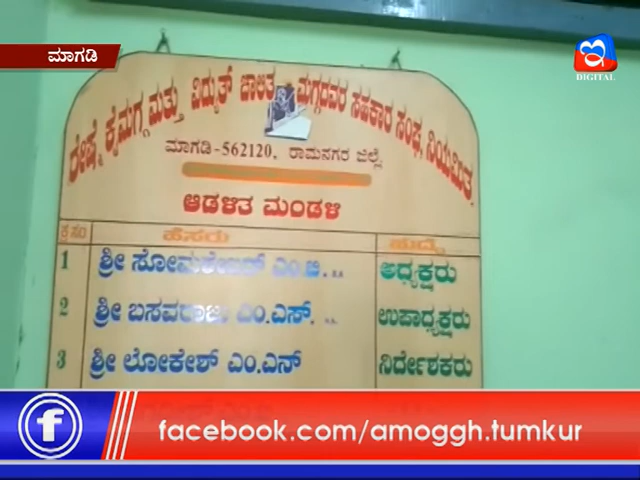 ಮಾಗಡಿ
DIGITAL
ರೇಷ್ಮೆ ಕೈಮಗ್ಗ ಮತ್ತು ವಿದ್ಯುತ್ ಚಾಲಿತ ಮಗ್ಗದವರ ಸಹಕಾರ ಸಂಘ ನಿಯಮಿತ.
ಮಾಗಡಿ-562120, ರಾಮನಗರ ಜಿಲ್ಲೆ.
ಆಡಳಿತ ಮಂಡಳಿ
ಕ್ರಸಂ ಹೆಸರು ಹುದ್ದೆ
1 ಶ್ರೀ ಸೋಮಶೇಖರ್ ಎಂ.ಜಿ. ಅಧ್ಯಕ್ಷರು
2 ಶ್ರೀ ಬಸವರಾಜು ಎಂ.ಎಸ್. ಉಪಾಧ್ಯಕ್ಷರು
3 ಶ್ರೀ ಲೋಕೇಶ್ ಎಂ.ಎನ್ ನಿರ್ದೇಶಕರು
f facebook.com/amoggh.tumkur